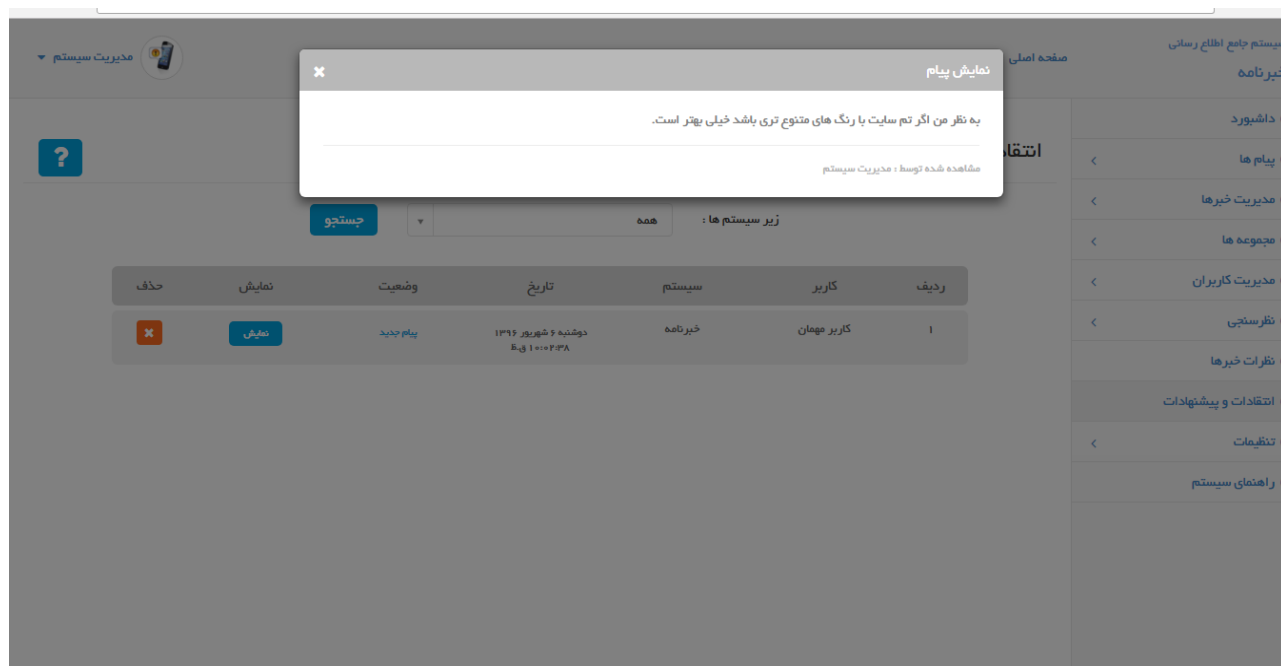 سیستم جامع اطلاع رسانی
خبرنامه
صفحه اصلی
مدیریت سیستم
نمایش پیام
به نظر من اگر تم سایت با رنگ های متنوع تری باشد خیلی بهتر است.
مشاهده شده توسط : مدیریت سیستم
داشبورد
پیام ها
مدیریت خبرها
مجموعه ها
مدیریت کاربران
نظرسنجی
نظرات خبرها
انتقادات و پیشنهادات
تنظیمات
راهنمای سیستم
?
زیر سیستم ها :
همه
جستجو
ردیف کاربر سیستم تاریخ وضعیت نمایش حذف
۱ کاربر مهمان خبرنامه دوشنبه ۶ شهریور ۱۳۹۶ پیام جدید نمایش
۱۰:۰۲:۳۸ ق.ظ